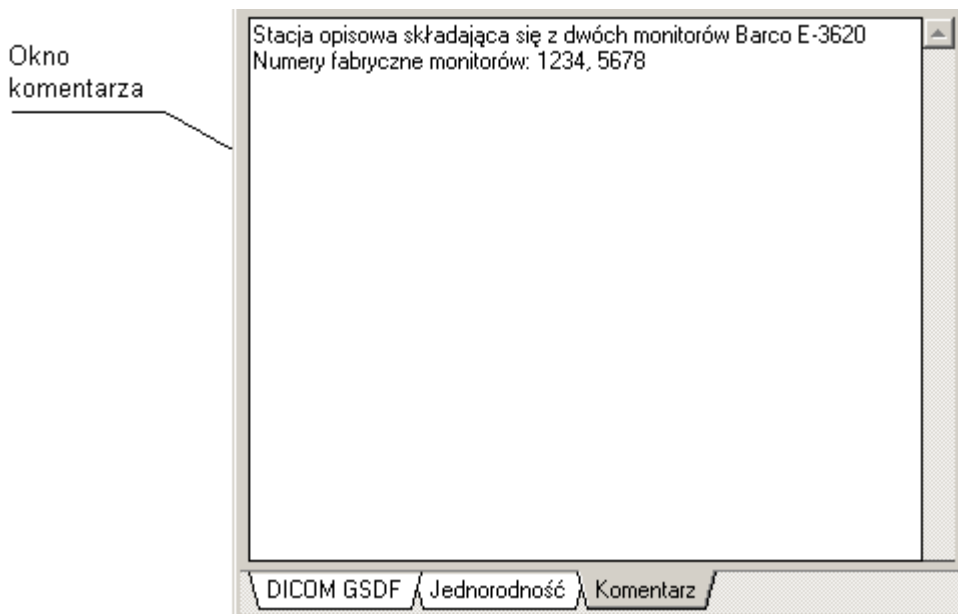 Okno
komentarza
Stacja opisowa składająca się z dwóch monitorów Barco E-3620
Numery fabryczne monitorów: 1234, 5678
DICOM GSDF
Jednorodność
Komentarz